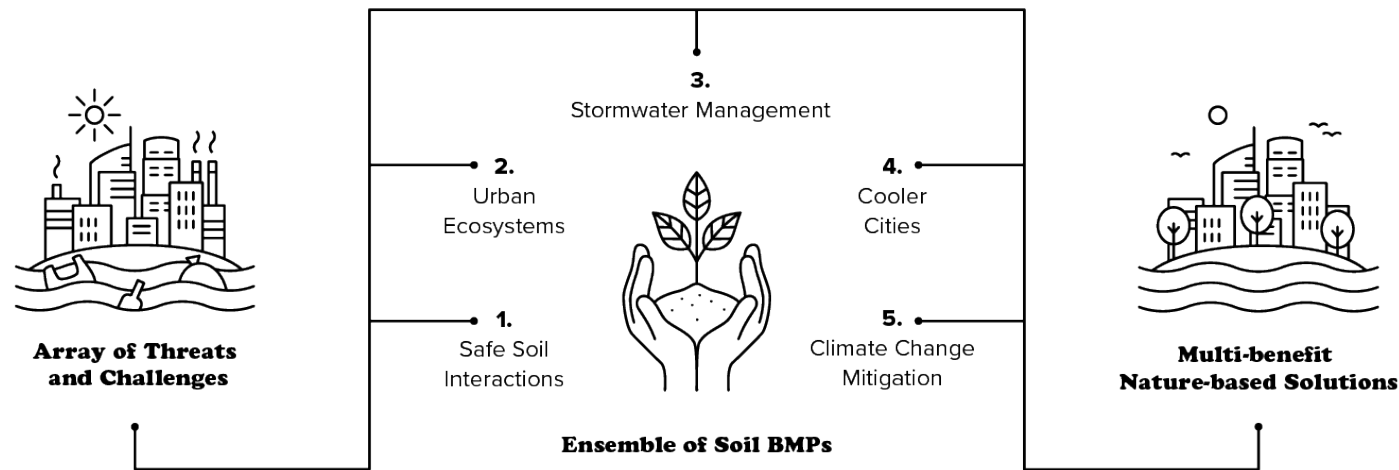 Array of Threats
and Challenges
1.
Safe Soil
Interactions
2.
Urban
Ecosystems
3.
Stormwater Management
4.
Cooler
Cities
5.
Climate Change
Mitigation
Ensemble of Soil BMPs
Multi-benefit
Nature-based Solutions